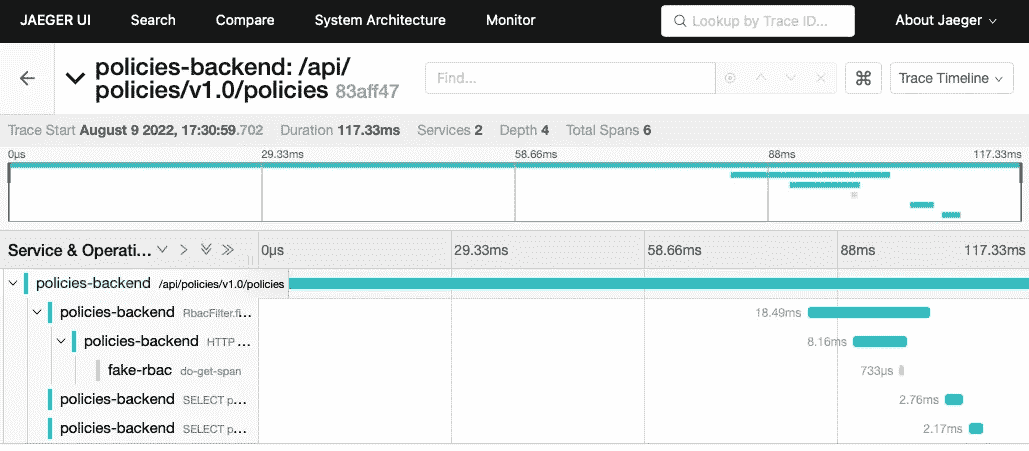 JAEGER UI Search Compare System Architecture Monitor Lookup by Trace ID... About Jaeger
policies-backend: /api/
policies/v1.0/policies 83aff47 Find... ⌘ Trace Timeline
Trace Start August 9 2022, 17:30:59.702 Duration 117.33ms Services 2 Depth 4 Total Spans 6
0μs 29.33ms 58.66ms 88ms 117.33ms
Service & Operati... 0μs 29.33ms 58.66ms 88ms 117.33ms
policies-backend /api/policies/v1.0/policies
policies-backend RbacFilter.fi... 18.49ms
policies-backend HTTP ... 8.16ms
fake-rbac do-get-span 733μs
policies-backend SELECT p... 2.76ms
policies-backend SELECT p... 2.17ms